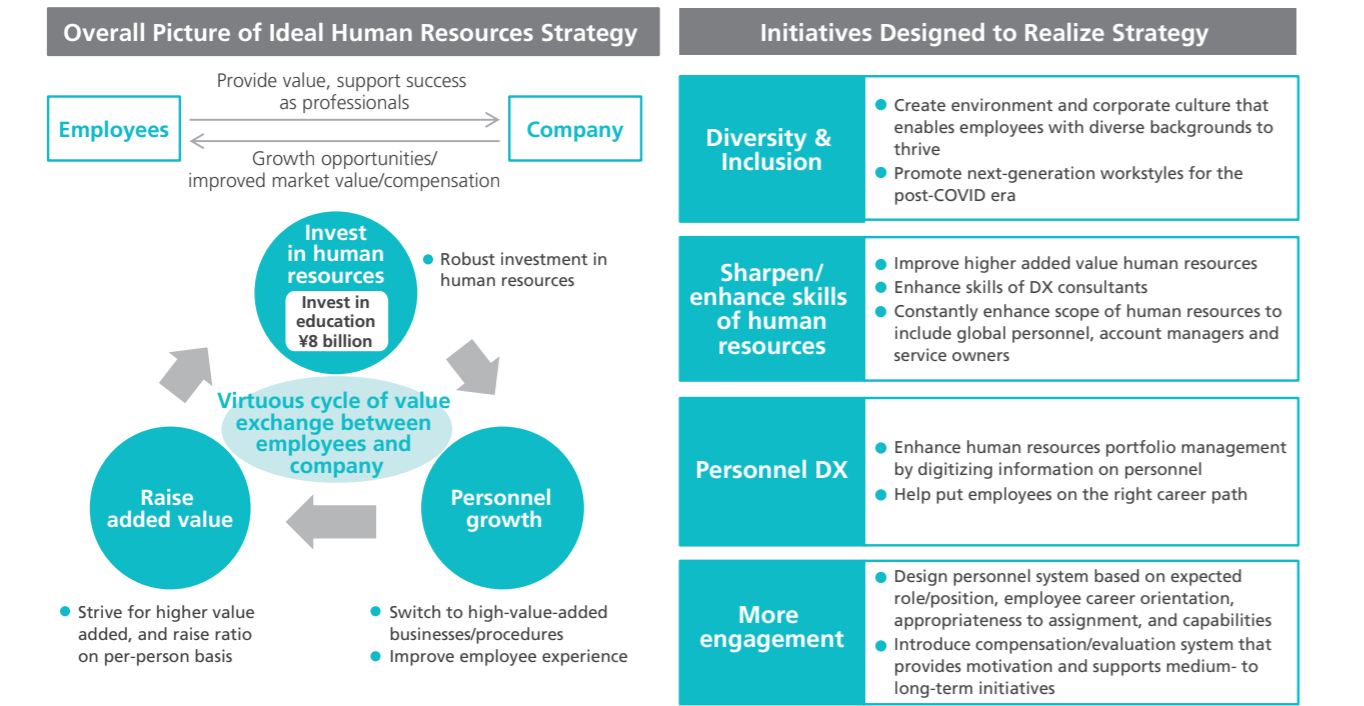 Overall Picture of Ideal Human Resources Strategy
Provide value, support success
as professionals
Employees
Company
Growth opportunities/
improved market value/compensation
Invest
in human
resources
Invest in
education
¥8 billion
Robust investment in
human resources
Virtuous cycle of value
exchange between
employees and
company
Raise
added value
Personnel
growth
Strive for higher value
added, and raise ratio
on per-person basis
Switch to high-value-added
businesses/procedures
Improve employee experience
Initiatives Designed to Realize Strategy
Diversity &
Inclusion
Create environment and corporate culture that
enables employees with diverse backgrounds to
thrive
Promote next-generation workstyles for the
post-COVID era
Sharpen/
enhance skills
of human
resources
Improve higher added value human resources
Enhance skills of DX consultants
Constantly enhance scope of human resources to
include global personnel, account managers and
service owners
Personnel DX
Enhance human resources portfolio management
by digitizing information on personnel
Help put employees on the right career path
More
engagement
Design personnel system based on expected
role/position, employee career orientation,
appropriateness to assignment, and capabilities
Introduce compensation/evaluation system that
provides motivation and supports medium- to
long-term initiatives